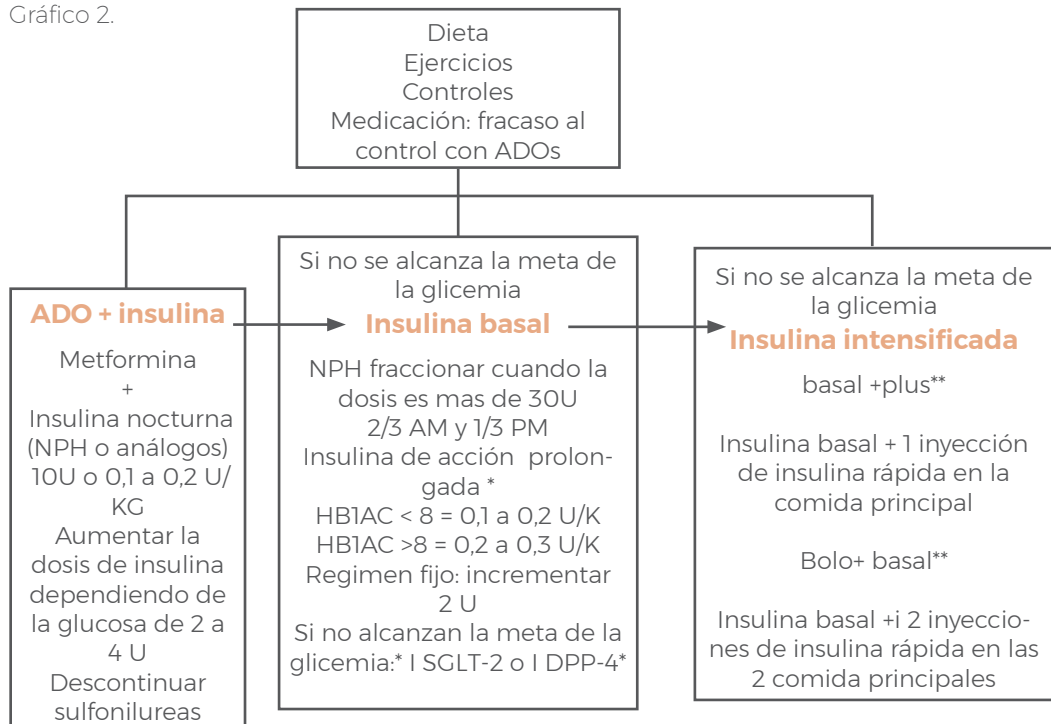 Gráfico 2.
Dieta
Ejercicios
Controles
Medicación: fracaso al
control con ADOs
ADO + insulina
Metformina
+
Insulina nocturna
(NPH o análogos)
10U o 0,1 a 0,2 U/
KG
Aumentar la
dosis de insulina
dependiendo de
la glucosa de 2 a
4 U
Descontinuar
sulfonilureas
Si no se alcanza la meta de
la glicemia
Insulina basal
NPH fraccionar cuando la
dosis es mas de 30U
2/3 AM y 1/3 PM
Insulina de acción prolon-
gada *
HB1AC < 8 = 0,1 a 0,2 U/K
HB1AC >8 = 0,2 a 0,3 U/K
Regimen fijo: incrementar
2 U
Si no alcanzan la meta de la
glicemia:* I SGLT-2 o I DPP-4*
Si no se alcanza la meta de
la glicemia
Insulina intensificada
basal +plus**
Insulina basal + 1 inyección
de insulina rápida en la
comida principal
Bolo+ basal**
Insulina basal +i 2 inyeccio-
nes de insulina rápida en las
2 comida principales